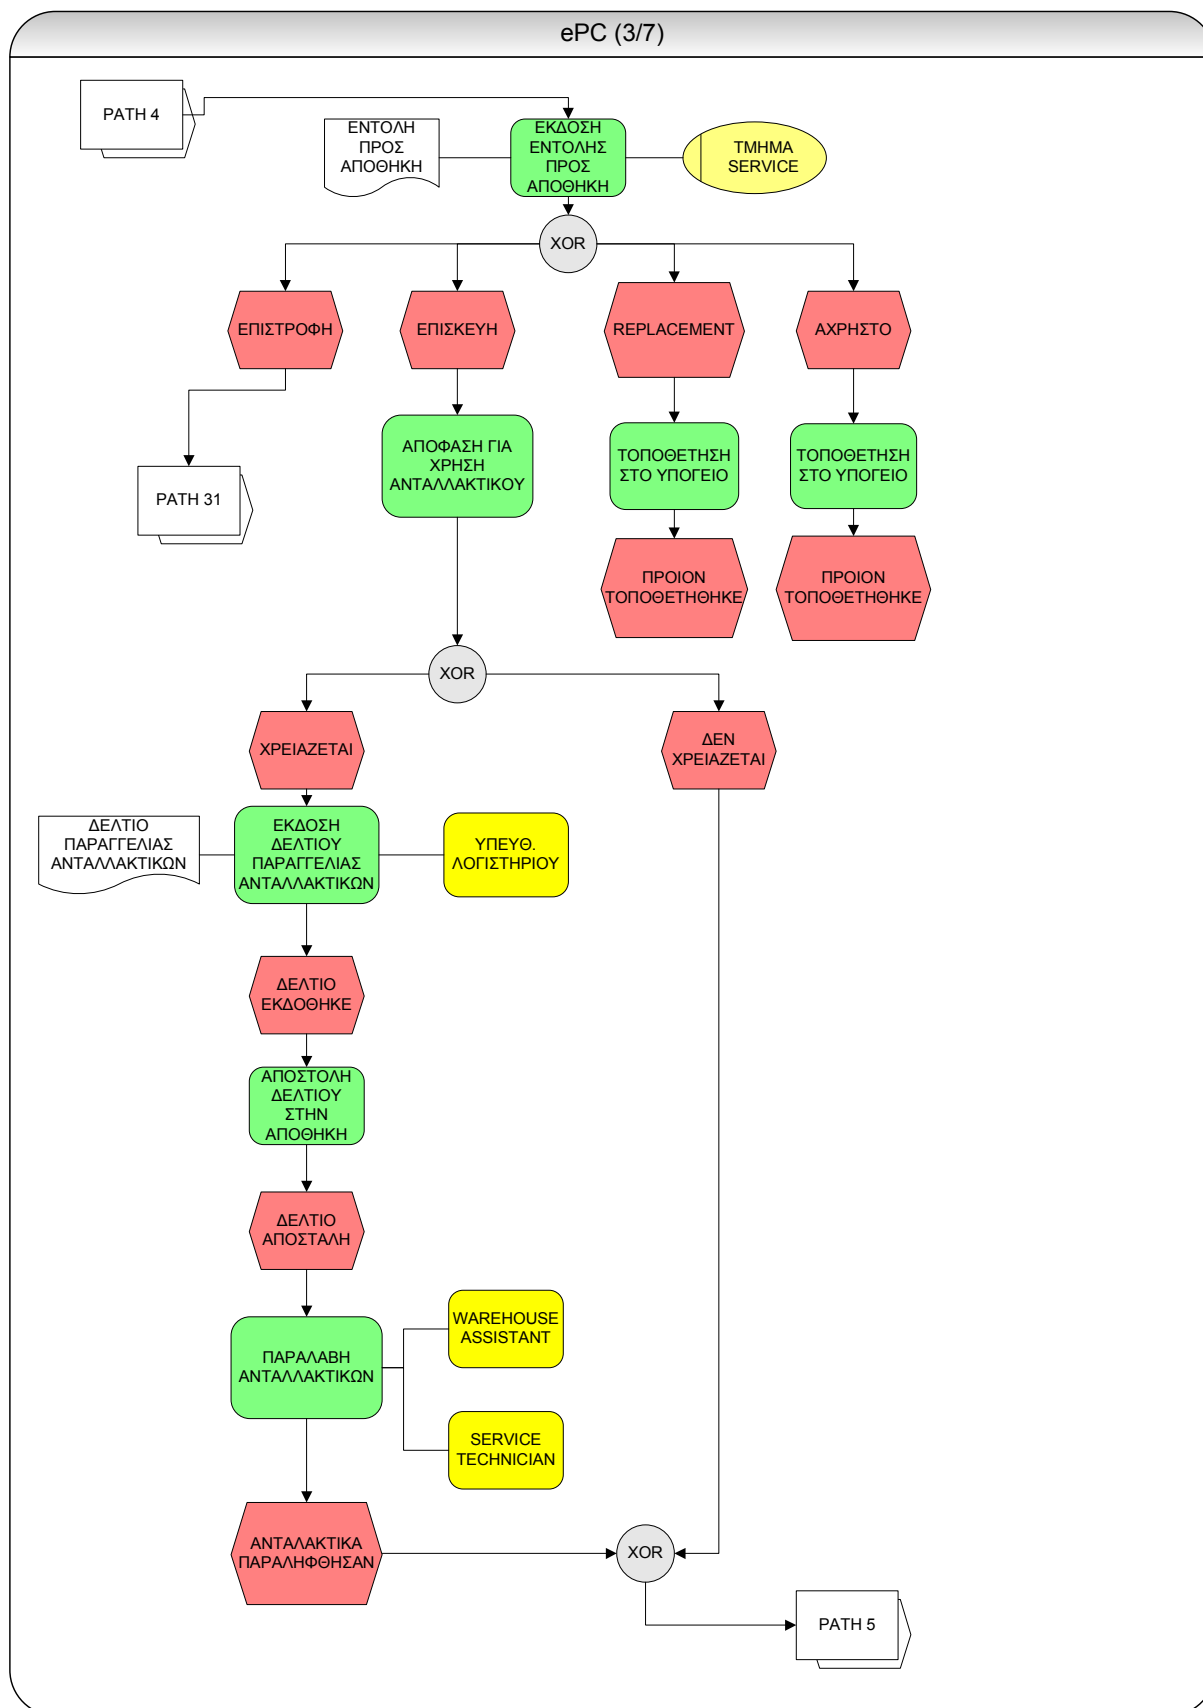 ePC (3/7)
PATH 4
ΕΝΤΟΛΗ
ΠΡΟΣ
ΑΠΟΘΗΚΗ
ΕΚΔΟΣΗ
ΕΝΤΟΛΗΣ
ΠΡΟΣ
ΑΠΟΘΗΚΗ
ΤΜΗΜΑ
SERVICE
XOR
ΕΠΙΣΤΡΟΦΗ
ΕΠΙΣΚΕΥΗ
REPLACEMENT
ΑΧΡΗΣΤΟ
PATH 31
ΑΠΟΦΑΣΗ ΓΙΑ
ΧΡΗΣΗ
ΑΝΤΑΛΛΑΚΤΙΚΟΥ
ΤΟΠΟΘΕΤΗΣΗ
ΣΤΟ ΥΠΟΓΕΙΟ
ΤΟΠΟΘΕΤΗΣΗ
ΣΤΟ ΥΠΟΓΕΙΟ
ΠΡΟΙΟΝ
ΤΟΠΟΘΕΤΗΘΗΚΕ
ΠΡΟΙΟΝ
ΤΟΠΟΘΕΤΗΘΗΚΕ
XOR
ΧΡΕΙΑΖΕΤΑΙ
ΔΕΝ
ΧΡΕΙΑΖΕΤΑΙ
ΔΕΛΤΙΟ
ΠΑΡΑΓΓΕΛΙΑΣ
ΑΝΤΑΛΛΑΚΤΙΚΩΝ
ΕΚΔΟΣΗ
ΔΕΛΤΙΟΥ
ΠΑΡΑΓΓΕΛΙΑΣ
ΑΝΤΑΛΛΑΚΤΙΚΩΝ
ΥΠΕΥΘ.
ΛΟΓΙΣΤΗΡΙΟΥ
ΔΕΛΤΙΟ
ΕΚΔΟΘΗΚΕ
ΑΠΟΣΤΟΛΗ
ΔΕΛΤΙΟΥ
ΣΤΗΝ
ΑΠΟΘΗΚΗ
ΔΕΛΤΙΟ
ΑΠΟΣΤΑΛΗ
WAREHOUSE
ASSISTANT
ΠΑΡΑΛΑΒΗ
ΑΝΤΑΛΛΑΚΤΙΚΩΝ
SERVICE
TECHNICIAN
ΑΝΤΑΛΑΚΤΙΚΑ
ΠΑΡΑΛΗΦΘΗΣΑΝ
XOR
PATH 5